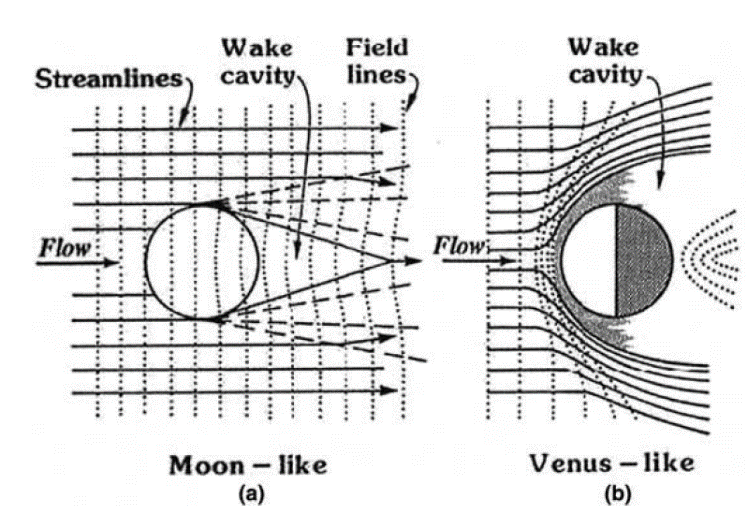 Streamlines
Wake
cavity
Field
lines
Flow
Moon – like
(a)
Wake
cavity
Flow
Venus – like
(b)